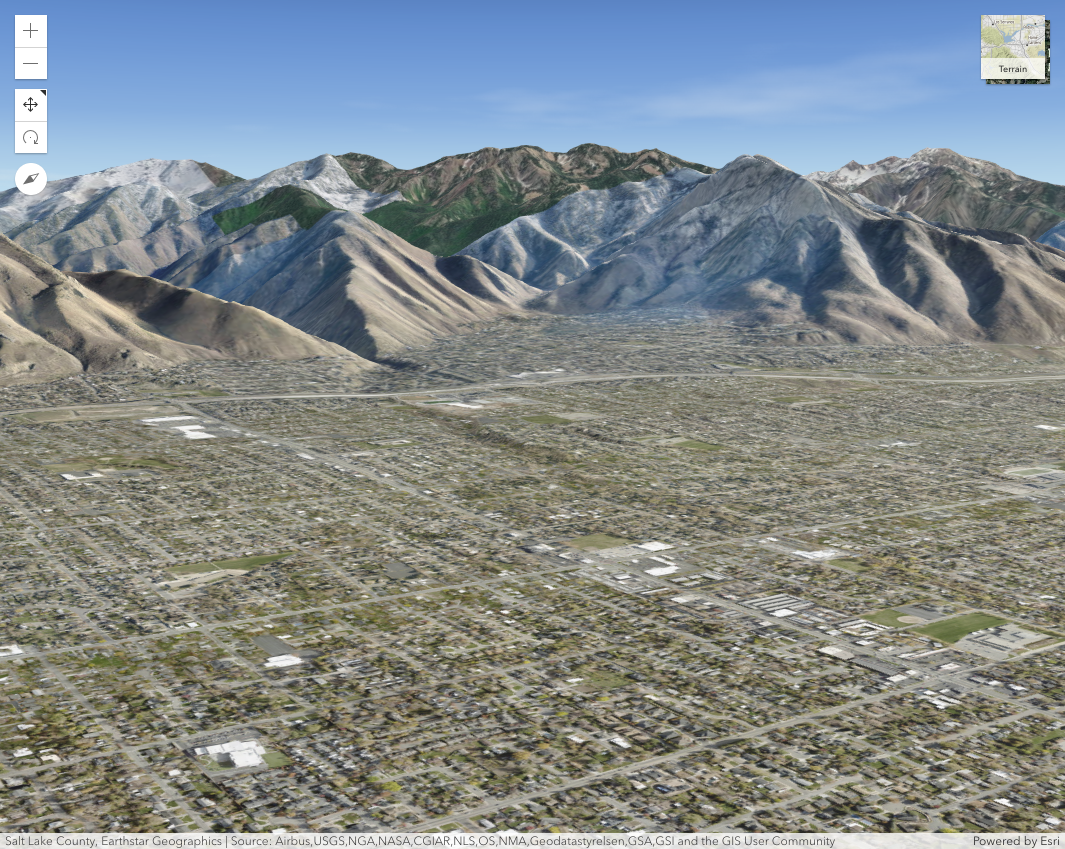 Terrain
Salt Lake County, Earthstar Geographics | Source: Airbus,USGS,NGA,NASA,CGIAR,NLS,OS,NMA,Geodatastyrelsen,GSA,GSI and the GIS User Community
Powered by Esri